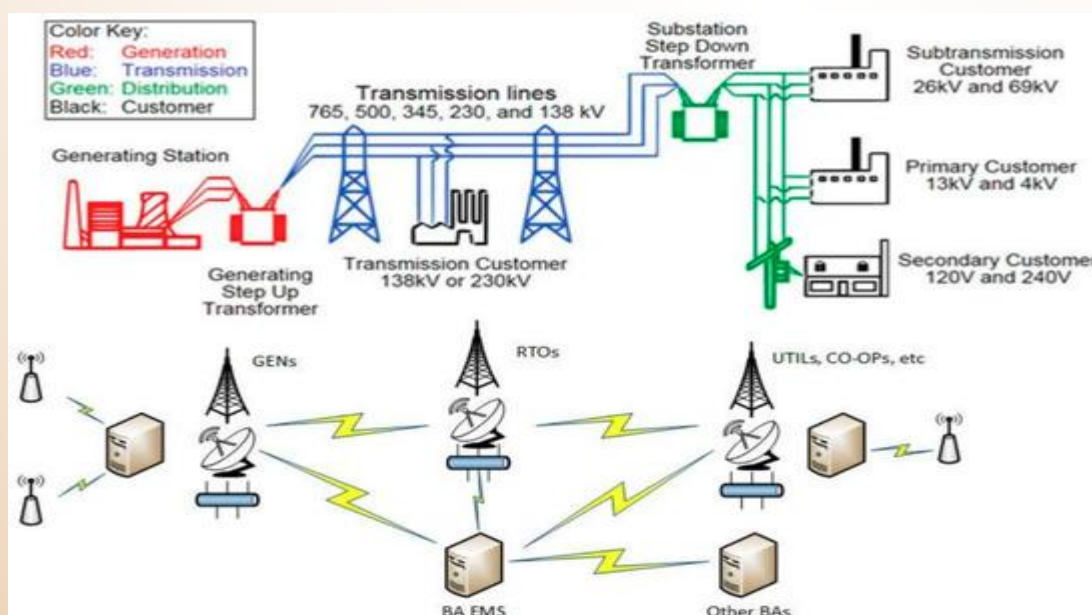 Color Key:
Red: Generation
Blue: Transmission
Green: Distribution
Black: Customer
Substation
Step Down
Transformer
Subtransmission
Customer
26kV and 69kV
Transmission lines
765, 500, 345, 230, and 138 kV
Generating Station
Primary Customer
13kV and 4kV
Generating
Step Up
Transformer
Transmission Customer
138kV or 230kV
Secondary Customer
120V and 240V
GENs
RTOs
UTILs, CO-OPs, etc
BA EMS
Other BAs